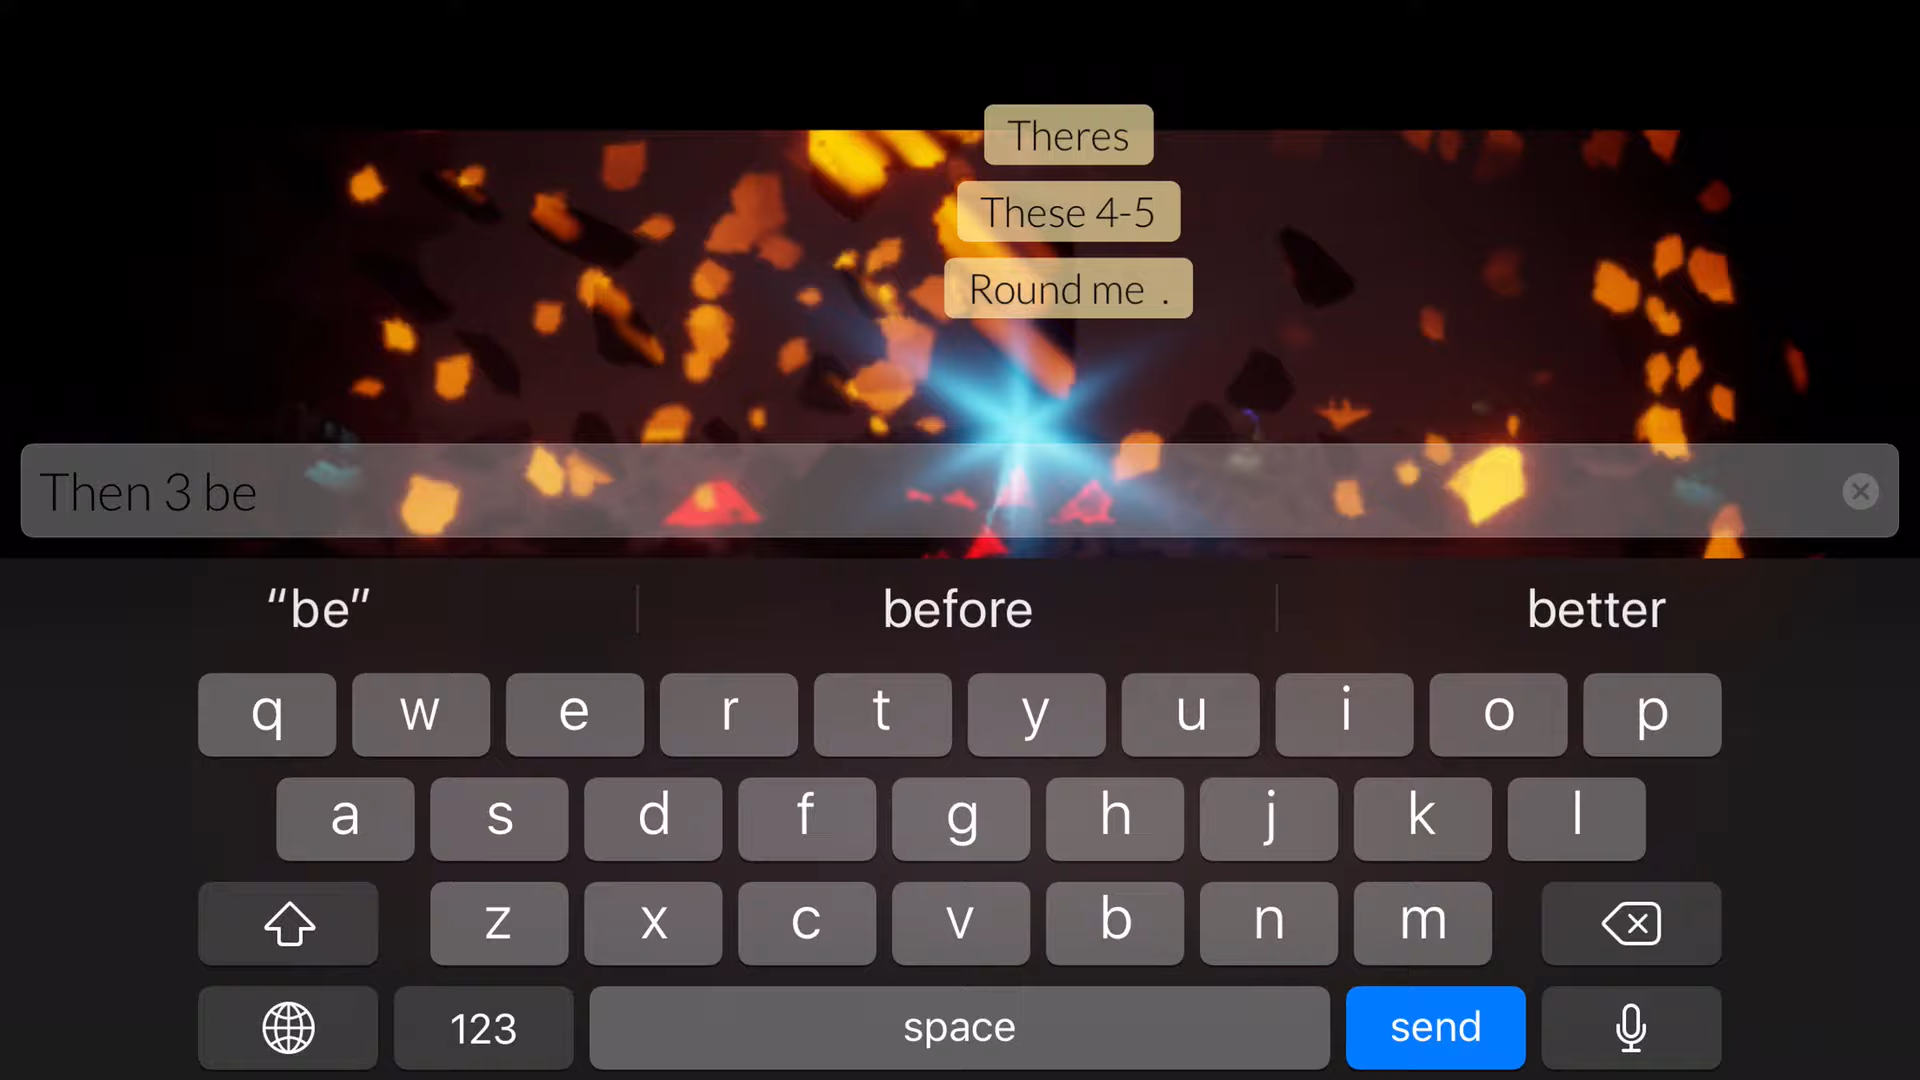 Theres
These 4-5
Round me .
Then 3 be
“be” before better
q w e r t y u i o p
a s d f g h j k l
z x c v b n m
123 space send